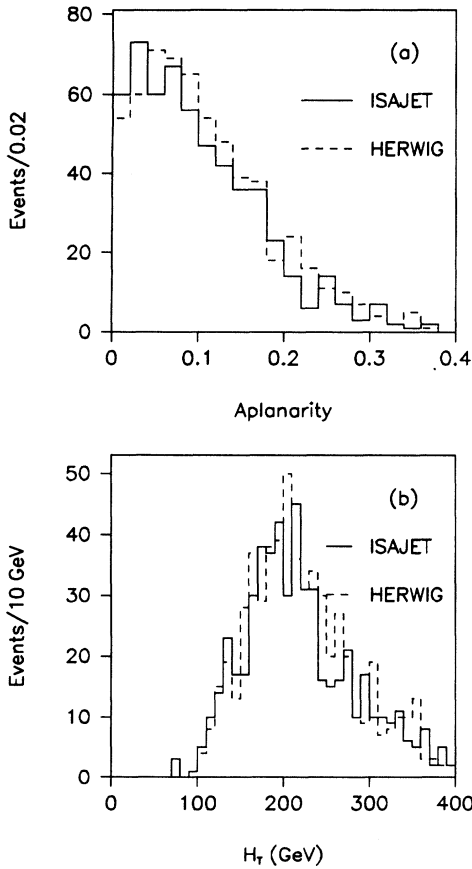 80
(a)
60
ISAJET
HERWIG
Events/0.02
40
20
0
0 0.1 0.2 0.3 0.4
Aplanarity
50
(b)
40
ISAJET
30
HERWIG
Events/10 GeV
20
10
0
0 100 200 300 400
H_T (GeV)